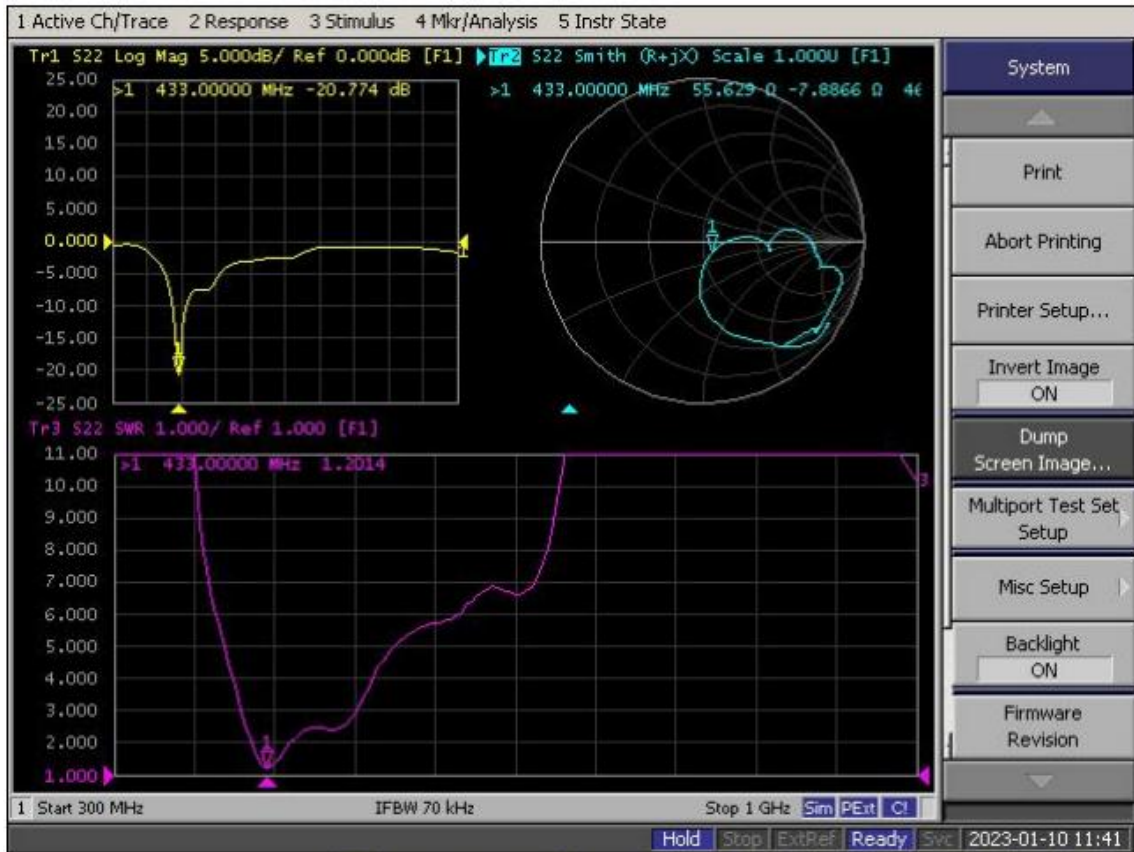 1 Active Ch/Trace 2 Response 3 Stimulus 4 Mkr/Analysis 5 Instr State
Tr1 S22 Log Mag 5.000dB/ Ref 0.000dB [F1]
>1 433.00000 MHz -20.774 dB
25.00
20.00
15.00
10.00
5.000
0.000
-5.000
-10.00
-15.00
-20.00
-25.00
1
1
Tr2 S22 Smith (R+jX) Scale 1.000U [F1]
>1 433.00000 MHz 55.629 Ω -7.8866 Ω 46
1
Tr3 S22 SWR 1.000/ Ref 1.000 [F1]
>1 433.00000 MHz 1.2014
11.00
10.00
9.000
8.000
7.000
6.000
5.000
4.000
3.000
2.000
1.000
1
3
System
Print
Abort Printing
Printer Setup...
Invert Image
ON
Dump
Screen Image...
Multiport Test Set
Setup
Misc Setup
Backlight
ON
Firmware
Revision
1 Start 300 MHz IFBW 70 kHz Stop 1 GHz Sim PExt C!
Hold Stop ExtRef Ready Svc 2023-01-10 11:41